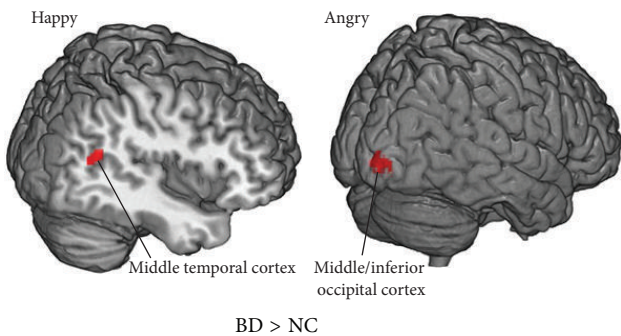 Happy
Angry
Middle temporal cortex
Middle/inferior
occipital cortex
BD > NC